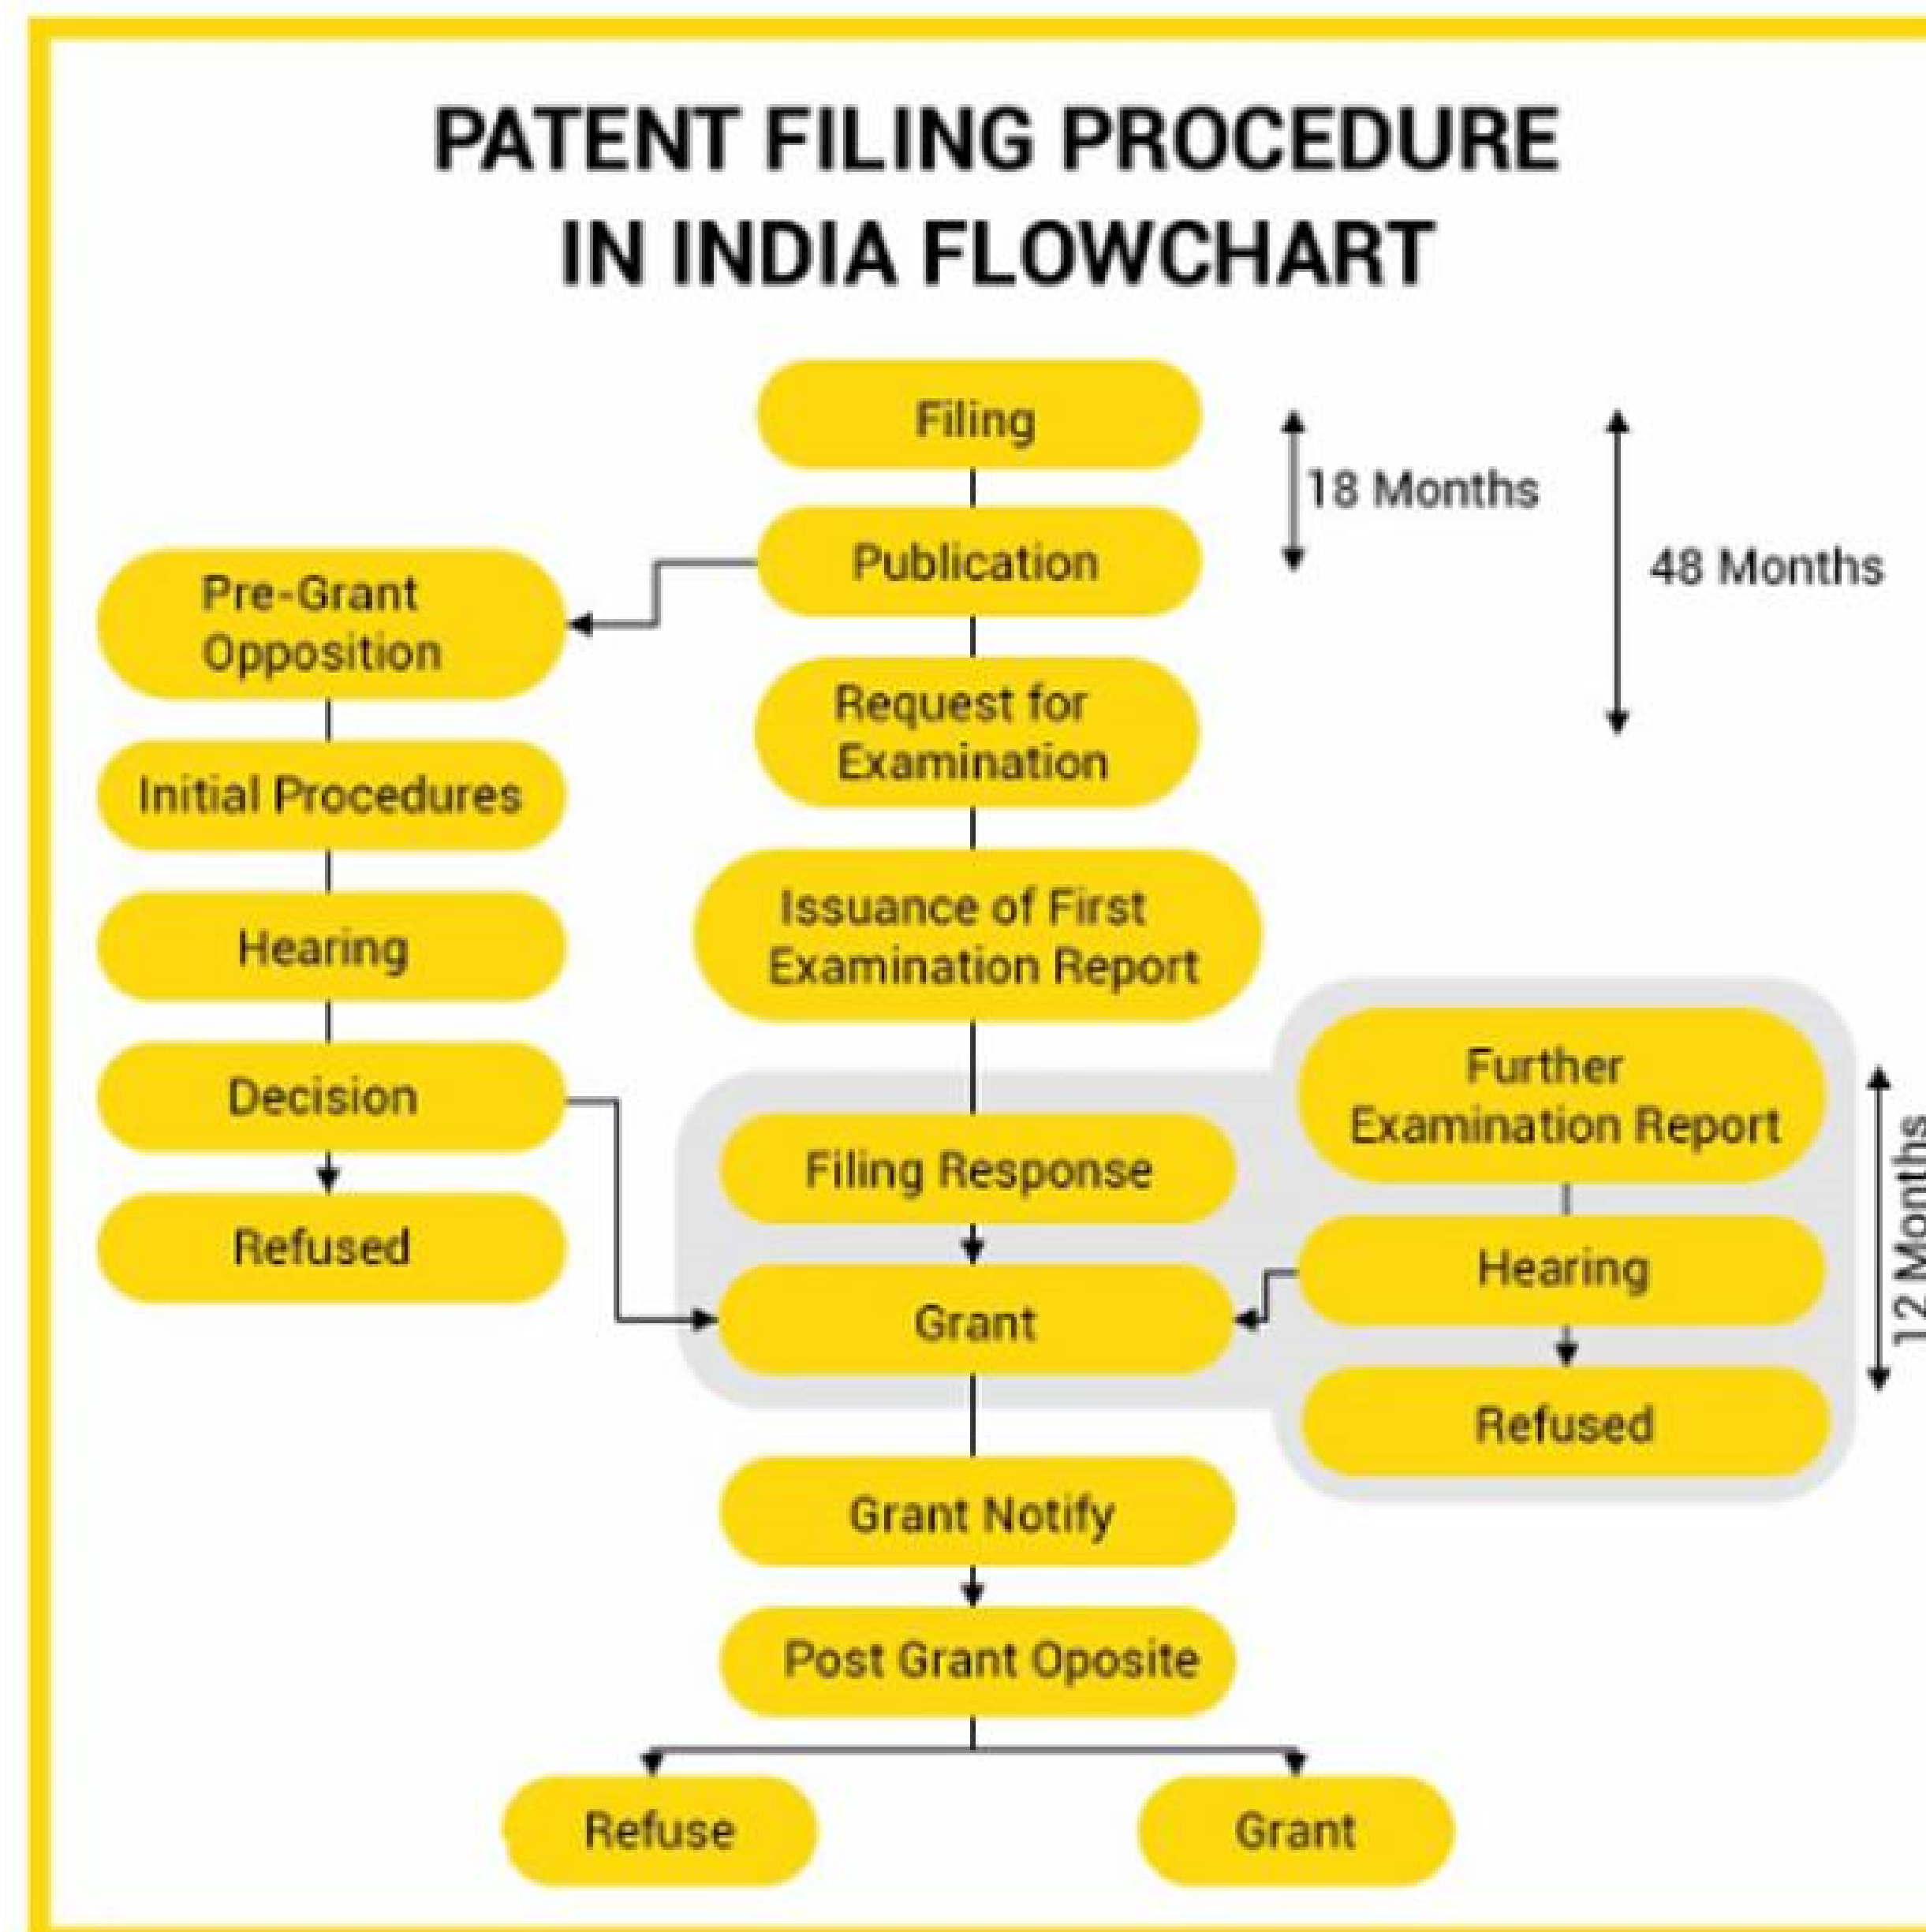 PATENT FILING PROCEDURE
IN INDIA FLOWCHART
Filing
18 Months
48 Months
Publication
Pre-Grant
Opposition
Request for
Examination
Initial Procedures
Issuance of First
Examination Report
Hearing
Decision
Refused
Filing Response
Grant
Further
Examination Report
Hearing
Refused
12 Months
Grant Notify
Post Grant Oposite
Refuse
Grant